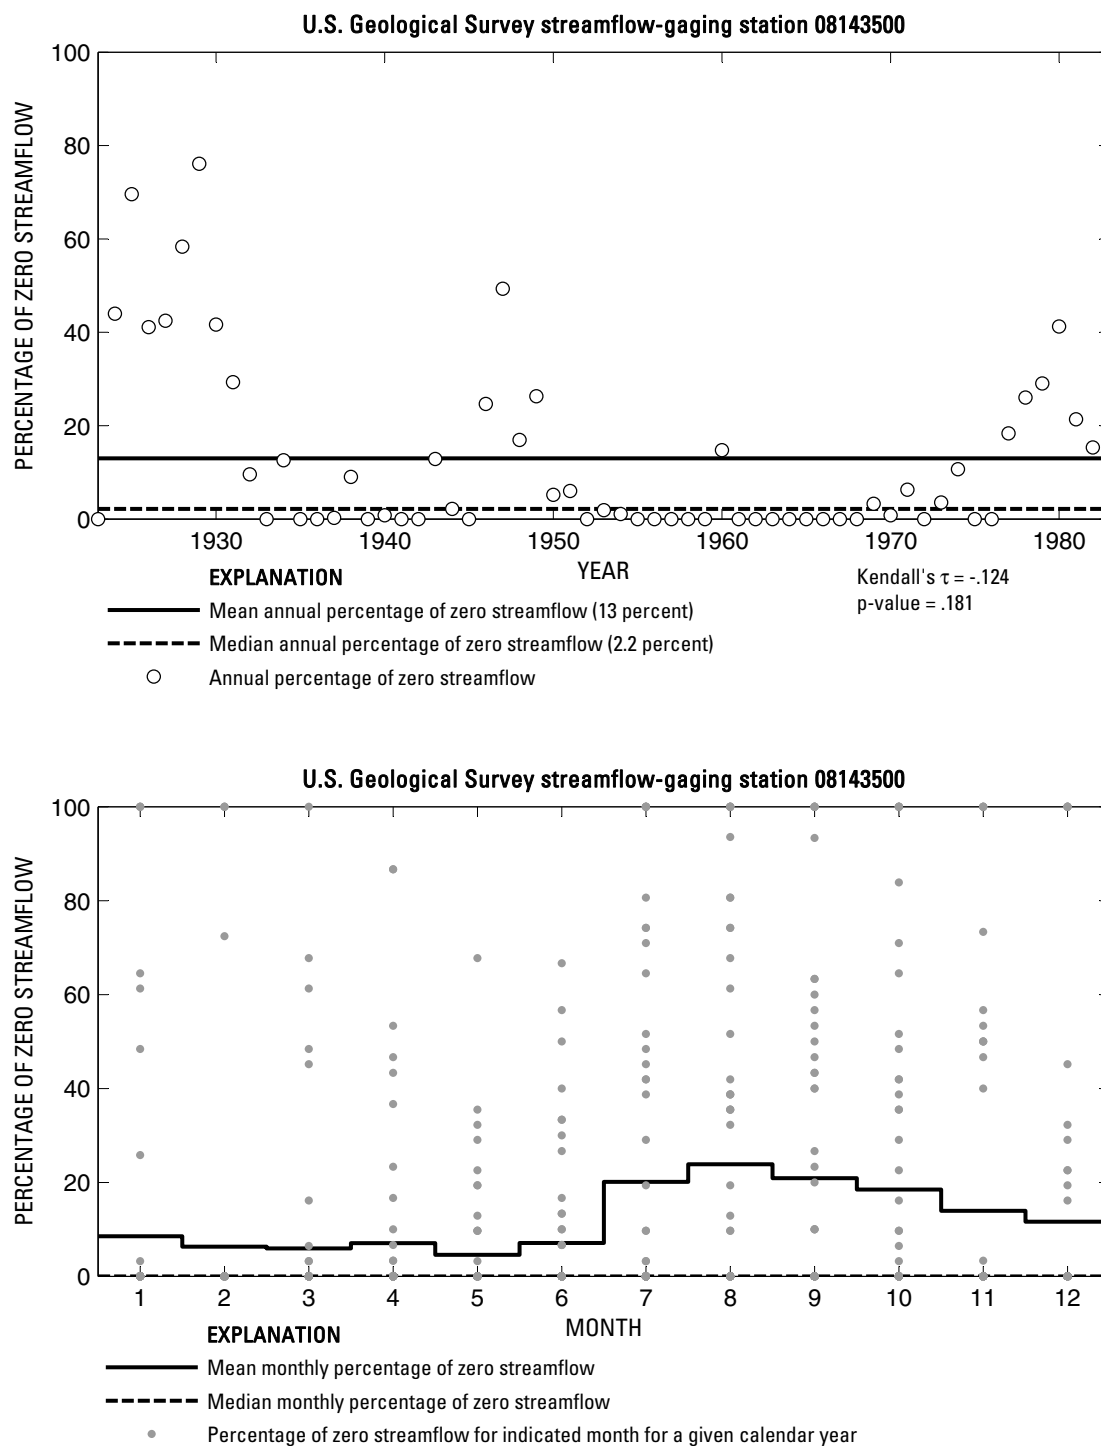 U.S. Geological Survey streamflow-gaging station 08143500
PERCENTAGE OF ZERO STREAMFLOW
100
80
60
40
20
0
1930 1940 1950 1960 1970 1980
YEAR
EXPLANATION
Mean annual percentage of zero streamflow (13 percent)
Median annual percentage of zero streamflow (2.2 percent)
Annual percentage of zero streamflow
Kendall's τ = -.124
p-value = .181
U.S. Geological Survey streamflow-gaging station 08143500
PERCENTAGE OF ZERO STREAMFLOW
100
80
60
40
20
0
1 2 3 4 5 6 7 8 9 10 11 12
MONTH
EXPLANATION
Mean monthly percentage of zero streamflow
Median monthly percentage of zero streamflow
Percentage of zero streamflow for indicated month for a given calendar year